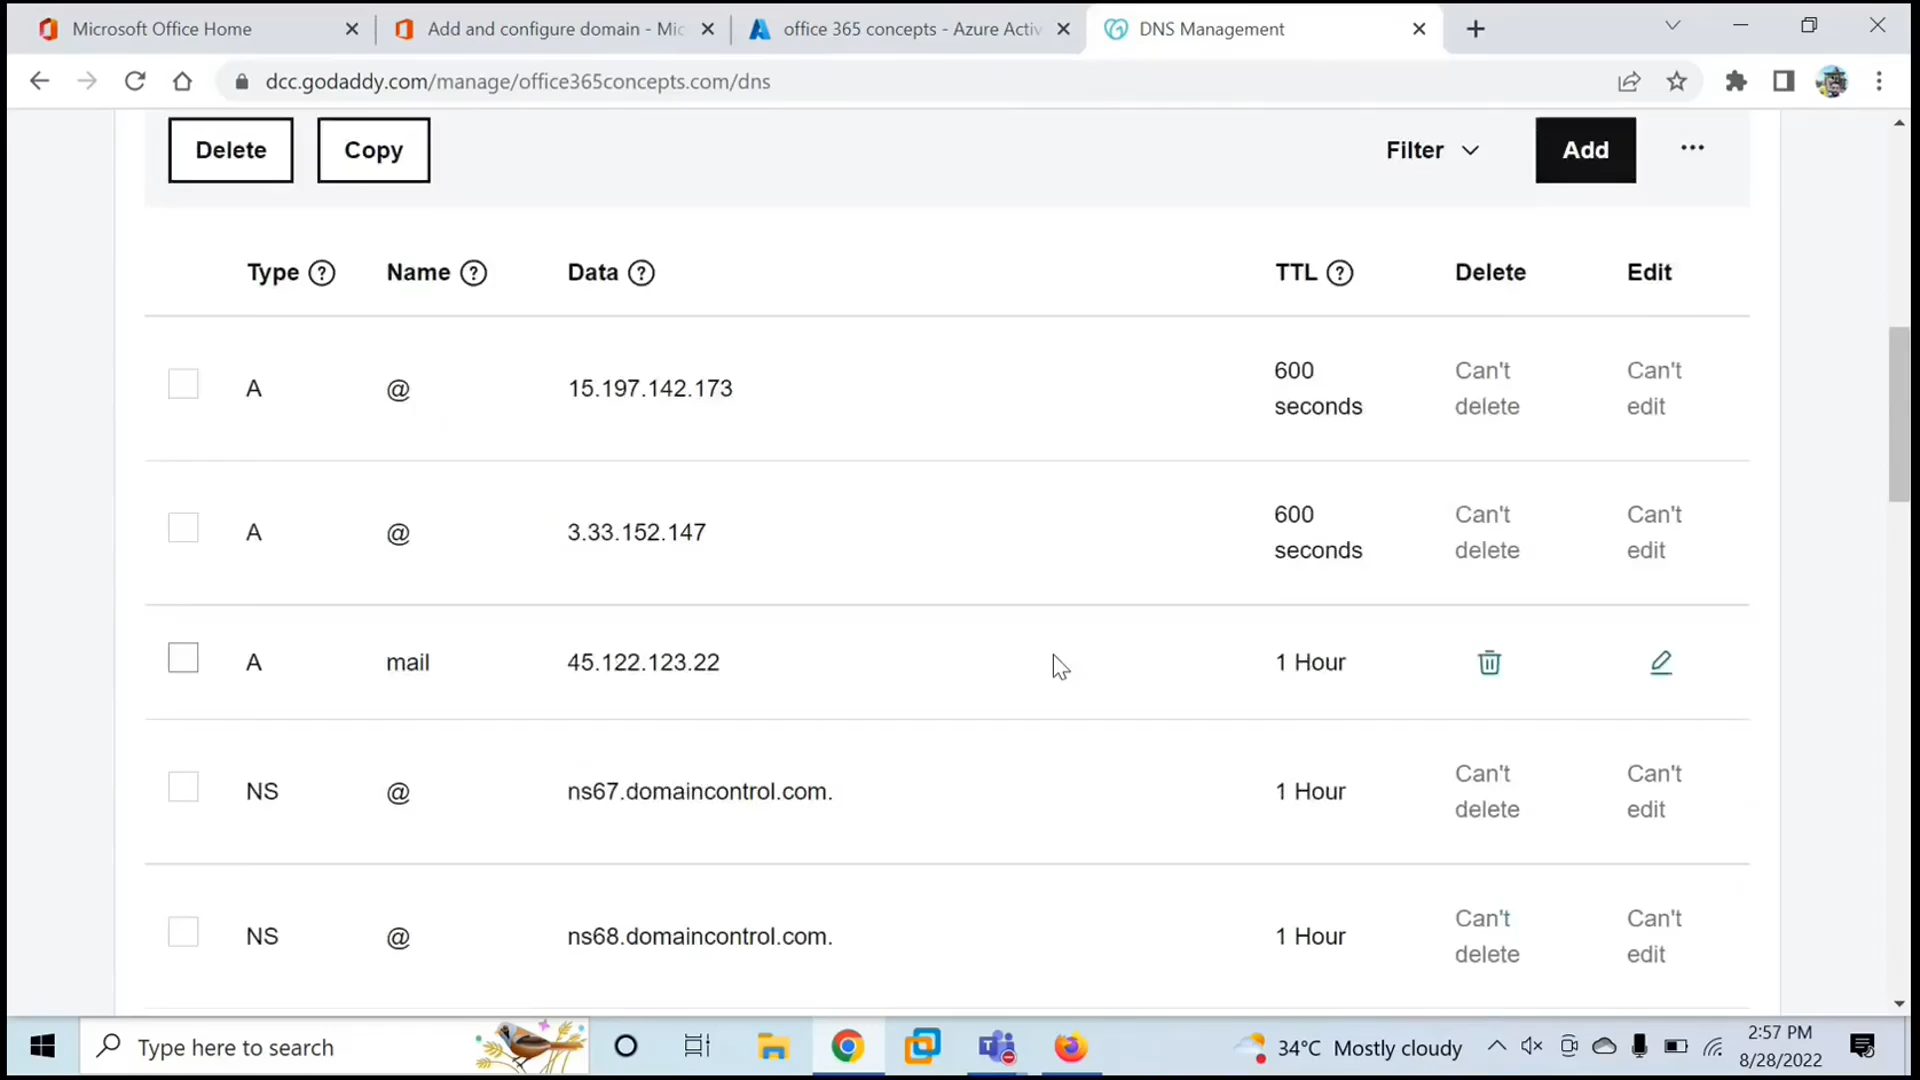 Microsoft Office Home
Add and configure domain - Mic
office 365 concepts - Azure Activ
DNS Management
dcc.godaddy.com/manage/office365concepts.com/dns
Delete
Copy
Filter
Add
Type ?
Name ?
Data ?
TTL ?
Delete
Edit
A
@
15.197.142.173
600
seconds
Can't
delete
Can't
edit
A
@
3.33.152.147
600
seconds
Can't
delete
Can't
edit
A
mail
45.122.123.22
1 Hour
NS
@
ns67.domaincontrol.com.
1 Hour
Can't
delete
Can't
edit
NS
@
ns68.domaincontrol.com.
1 Hour
Can't
delete
Can't
edit
Type here to search
34°C Mostly cloudy
2:57 PM
8/28/2022